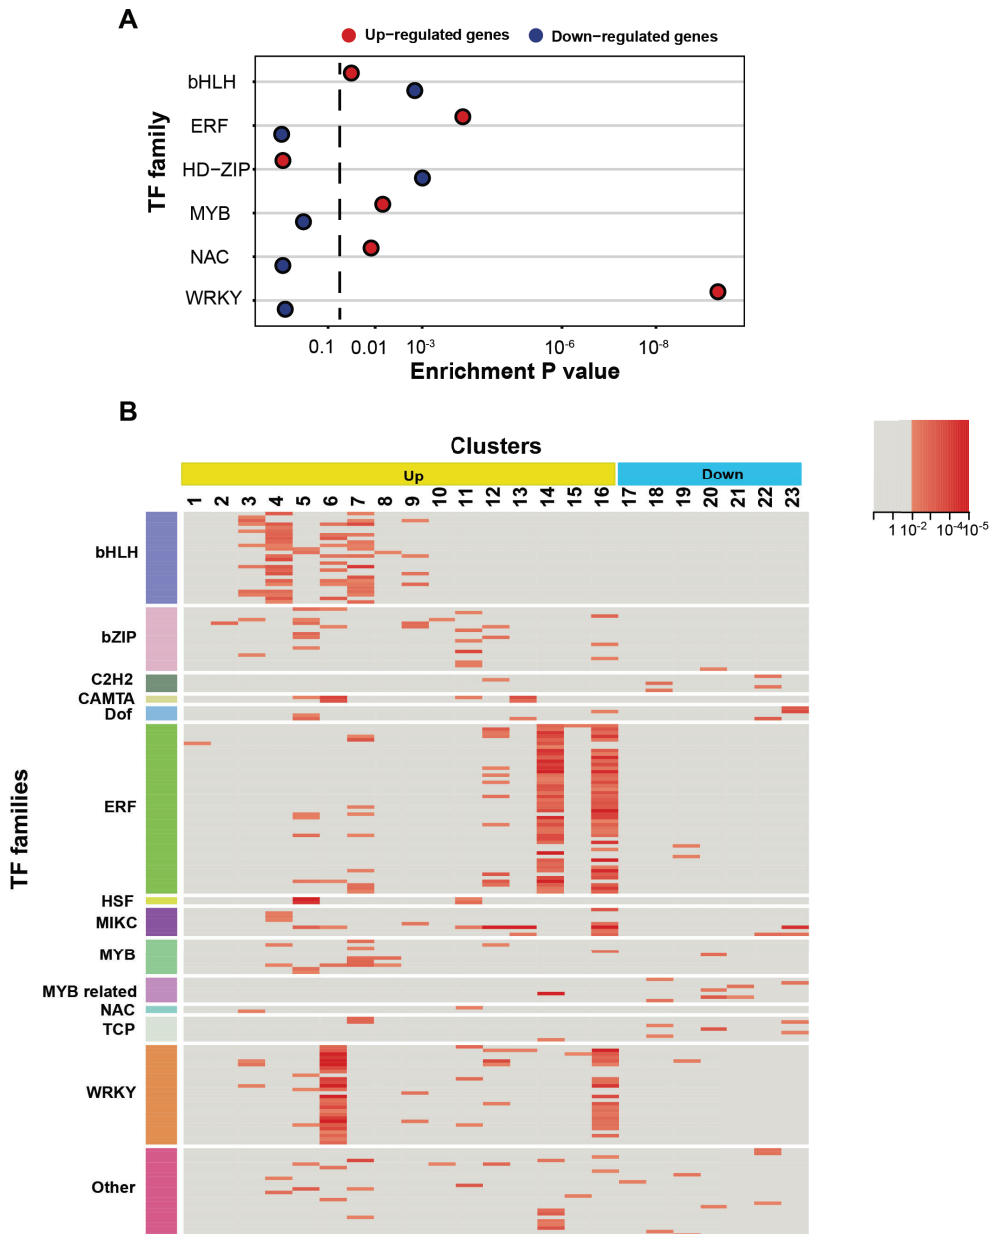 A
Up−regulated genes Down−regulated genes
TF family
bHLH
ERF
HD−ZIP
MYB
NAC
WRKY
0.1 0.01 10-3 10-6 10-8
Enrichment P value
B
Clusters
Up Down
1 2 3 4 5 6 7 8 9 10 11 12 13 14 15 16 17 18 19 20 21 22 23
1 10-2 10-4 10-5
TF families
bHLH
bZIP
C2H2
CAMTA
Dof
ERF
HSF
MIKC
MYB
MYB related
NAC
TCP
WRKY
Other